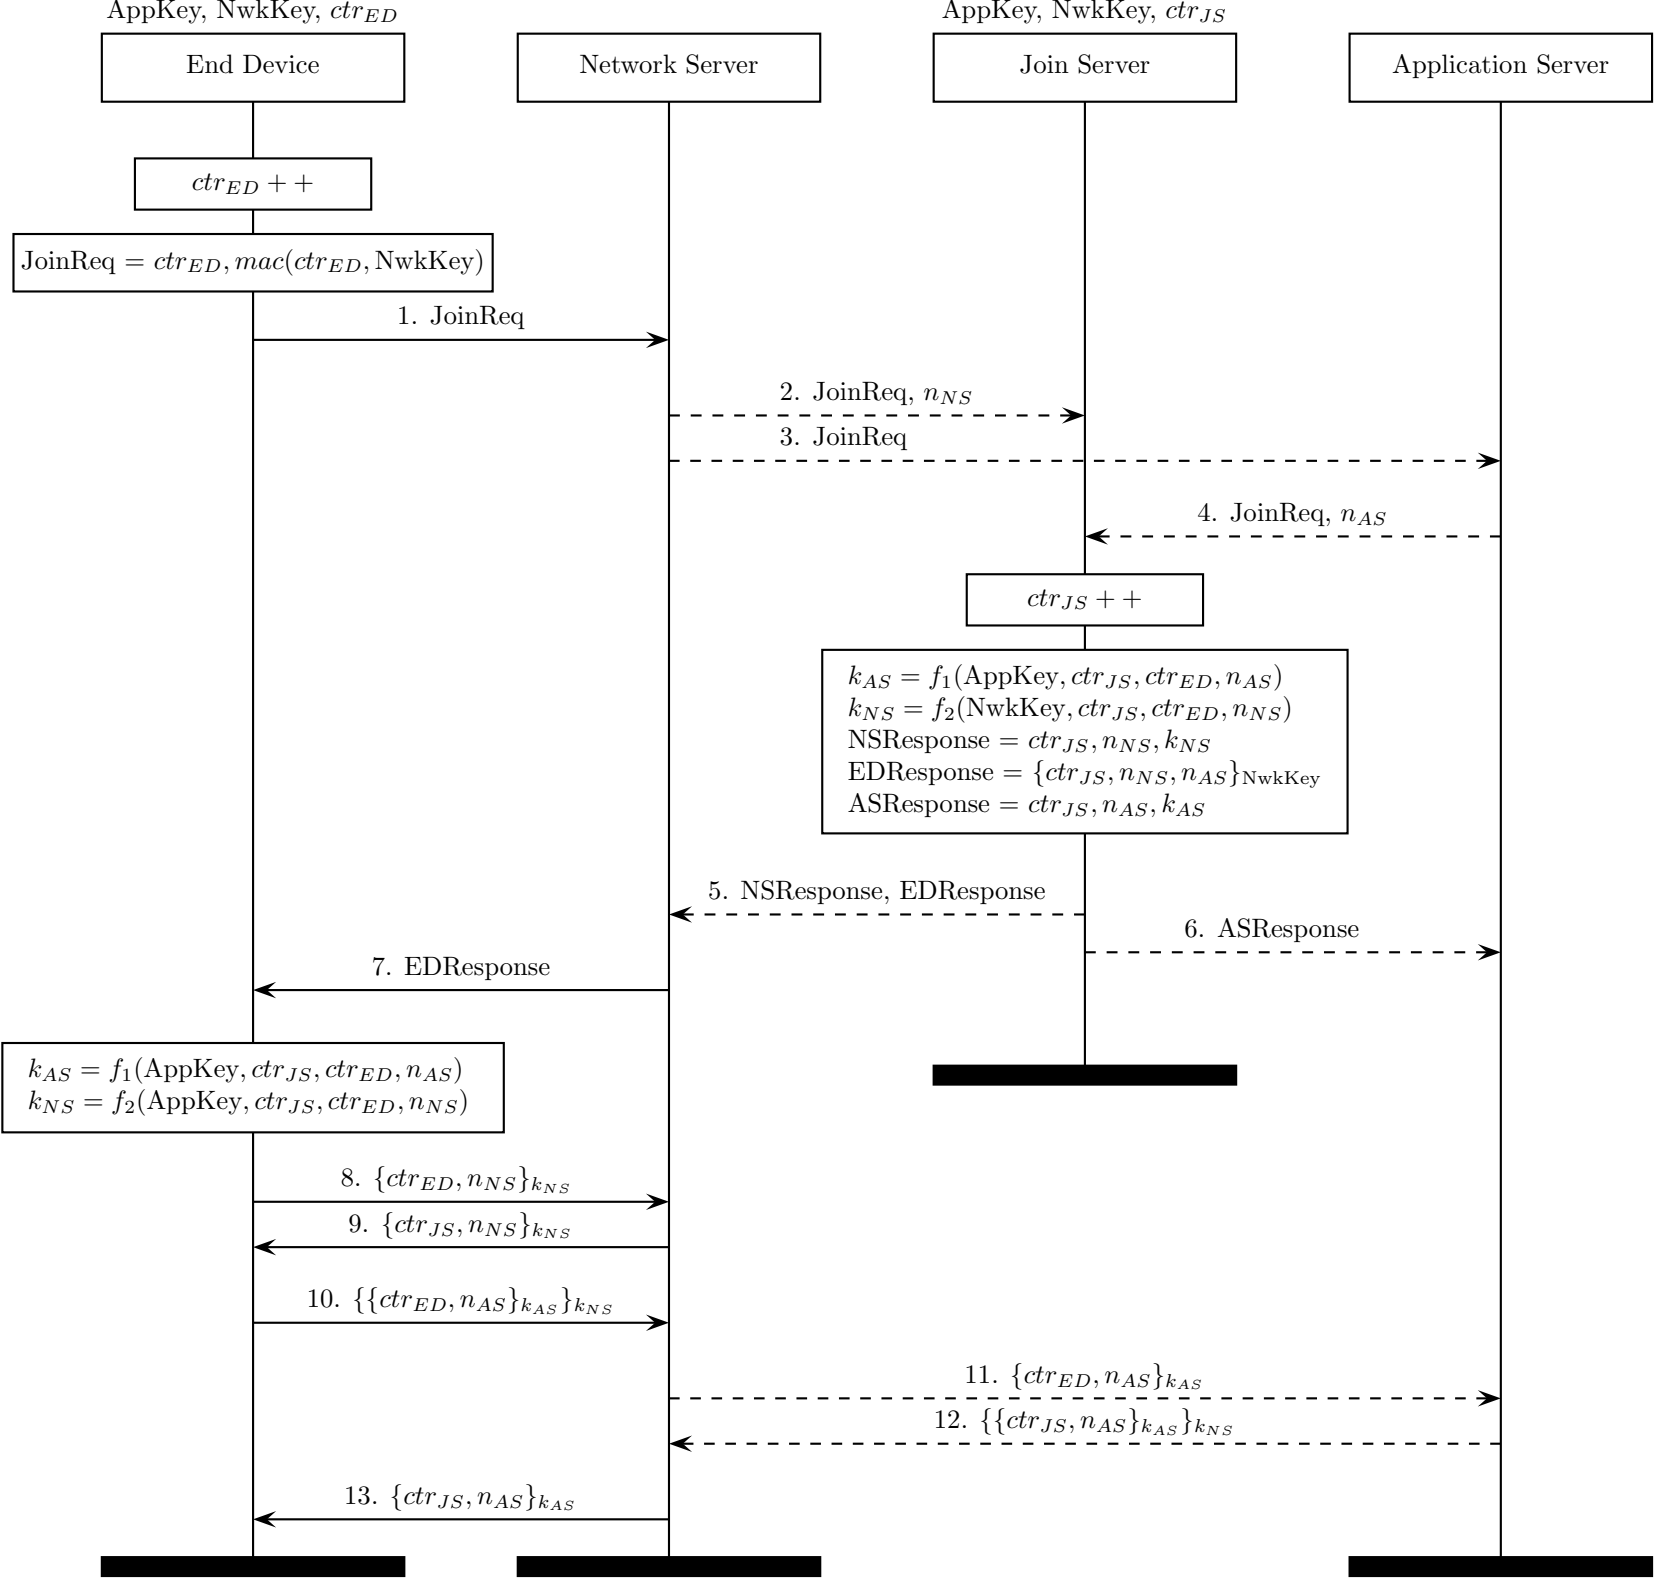 AppKey, NwkKey, ctr_ED
AppKey, NwkKey, ctr_JS
End Device
Network Server
Join Server
Application Server
ctr_ED + +
JoinReq = ctr_ED, mac(ctr_ED, NwkKey)
1. JoinReq
2. JoinReq, n_NS
3. JoinReq
4. JoinReq, n_AS
ctr_JS + +
k_AS = f_1(AppKey, ctr_JS, ctr_ED, n_AS)
k_NS = f_2(NwkKey, ctr_JS, ctr_ED, n_NS)
NSResponse = ctr_JS, n_NS, k_NS
EDResponse = {ctr_JS, n_NS, n_AS}_NwkKey
ASResponse = ctr_JS, n_AS, k_AS
5. NSResponse, EDResponse
6. ASResponse
7. EDResponse
k_AS = f_1(AppKey, ctr_JS, ctr_ED, n_AS)
k_NS = f_2(AppKey, ctr_JS, ctr_ED, n_NS)
8. {ctr_ED, n_NS}_k_NS
9. {ctr_JS, n_NS}_k_NS
10. {{ctr_ED, n_AS}_k_AS}_k_NS
11. {ctr_ED, n_AS}_k_AS
12. {{ctr_JS, n_AS}_k_AS}_k_NS
13. {ctr_JS, n_AS}_k_AS